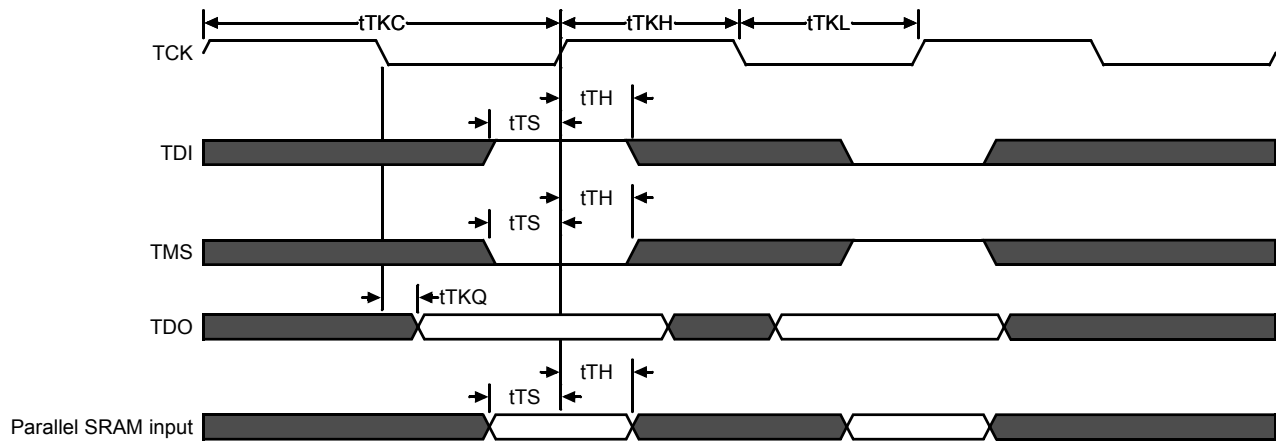 tTKC tTKH tTKL
TCK
tTH
tTS
TDI
tTH
tTS
TMS
tTKQ
TDO
tTH
tTS
Parallel SRAM input